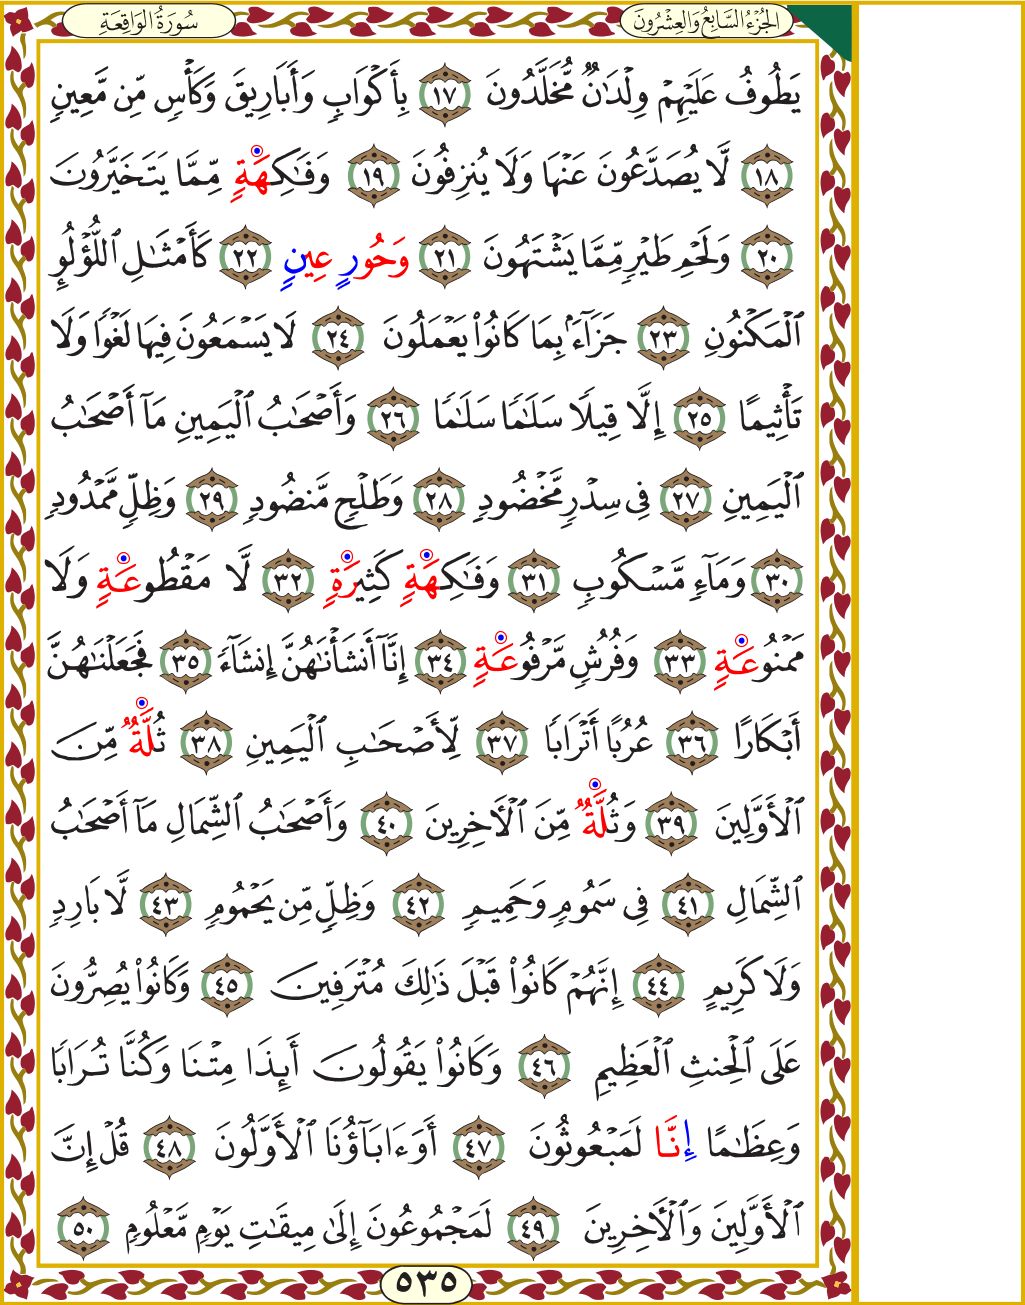 الجُزْءُ السَّابِعُ وَالعِشْرُونَ
سُورَةُ الوَاقِعَةِ
يَطُوفُ عَلَيْهِمْ وِلْدَٰنٌ مُّخَلَّدُونَ ١٧ بِأَكْوَابٍ وَأَبَارِيقَ وَكَأْسٍ مِّن مَّعِينٍ
١٨ لَّا يُصَدَّعُونَ عَنْهَا وَلَا يُنزِفُونَ ١٩ وَفَٰكِهَةٍ مِّمَّا يَتَخَيَّرُونَ
٢٠ وَلَحْمِ طَيْرٍ مِّمَّا يَشْتَهُونَ ٢١ وَحُورٍ عِينٍ ٢٢ كَأَمْثَٰلِ ٱللُّؤْلُوِٕ
ٱلْمَكْنُونِ ٢٣ جَزَآءًۢ بِمَا كَانُوا۟ يَعْمَلُونَ ٢٤ لَا يَسْمَعُونَ فِيهَا لَغْوًا وَلَا
تَأْثِيمًا ٢٥ إِلَّا قِيلًا سَلَٰمًا سَلَٰمًا ٢٦ وَأَصْحَٰبُ ٱلْيَمِينِ مَآ أَصْحَٰبُ
ٱلْيَمِينِ ٢٧ فِى سِدْرٍ مَّخْضُودٍ ٢٨ وَطَلْحٍ مَّنضُودٍ ٢٩ وَظِلٍّ مَّمْدُودٍ
٣٠ وَمَآءٍ مَّسْكُوبٍ ٣١ وَفَٰكِهَةٍ كَثِيرَةٍ ٣٢ لَّا مَقْطُوعَةٍ وَلَا
مَمْنُوعَةٍ ٣٣ وَفُرُشٍ مَّرْفُوعَةٍ ٣٤ إِنَّآ أَنشَأْنَٰهُنَّ إِنشَآءً ٣٥ فَجَعَلْنَٰهُنَّ
أَبْكَارًا ٣٦ عُرُبًا أَتْرَابًا ٣٧ لِّأَصْحَٰبِ ٱلْيَمِينِ ٣٨ ثُلَّةٌ مِّنَ
ٱلْأَوَّلِينَ ٣٩ وَثُلَّةٌ مِّنَ ٱلْأَخِرِينَ ٤٠ وَأَصْحَٰبُ ٱلشِّمَالِ مَآ أَصْحَٰبُ
ٱلشِّمَالِ ٤١ فِى سَمُومٍ وَحَمِيمٍ ٤٢ وَظِلٍّ مِّن يَحْمُومٍ ٤٣ لَّا بَارِدٍ
وَلَا كَرِيمٍ ٤٤ إِنَّهُمْ كَانُوا۟ قَبْلَ ذَٰلِكَ مُتْرَفِينَ ٤٥ وَكَانُوا۟ يُصِرُّونَ
عَلَى ٱلْحِنثِ ٱلْعَظِيمِ ٤٦ وَكَانُوا۟ يَقُولُونَ أَىِٕذَا مِتْنَا وَكُنَّا تُرَابًا
وَعِظَٰمًا إِنَّا لَمَبْعُوثُونَ ٤٧ أَوَءَابَآؤُنَا ٱلْأَوَّلُونَ ٤٨ قُلْ إِنَّ
ٱلْأَوَّلِينَ وَٱلْأَخِرِينَ ٤٩ لَمَجْمُوعُونَ إِلَىٰ مِيقَٰتِ يَوْمٍ مَّعْلُومٍ ٥٠
٥٣٥